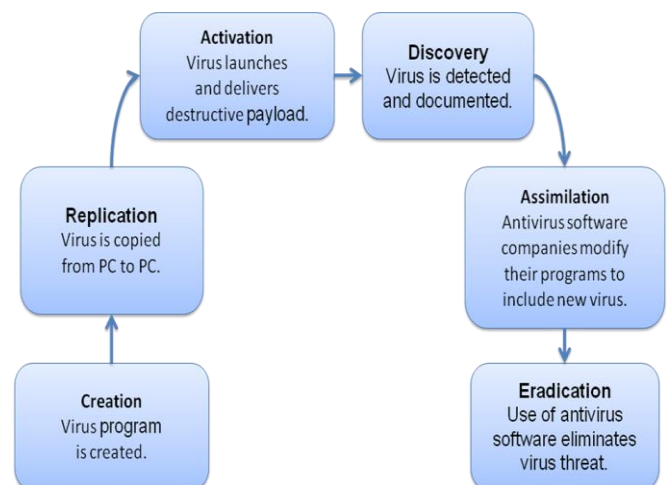 Activation
Virus launches
and delivers
destructive payload.
Discovery
Virus is detected
and documented.
Replication
Virus is copied
from PC to PC.
Assimilation
Antivirus software
companies modify
their programs to
include new virus.
Creation
Virus program
is created.
Eradication
Use of antivirus
software eliminates
virus threat.